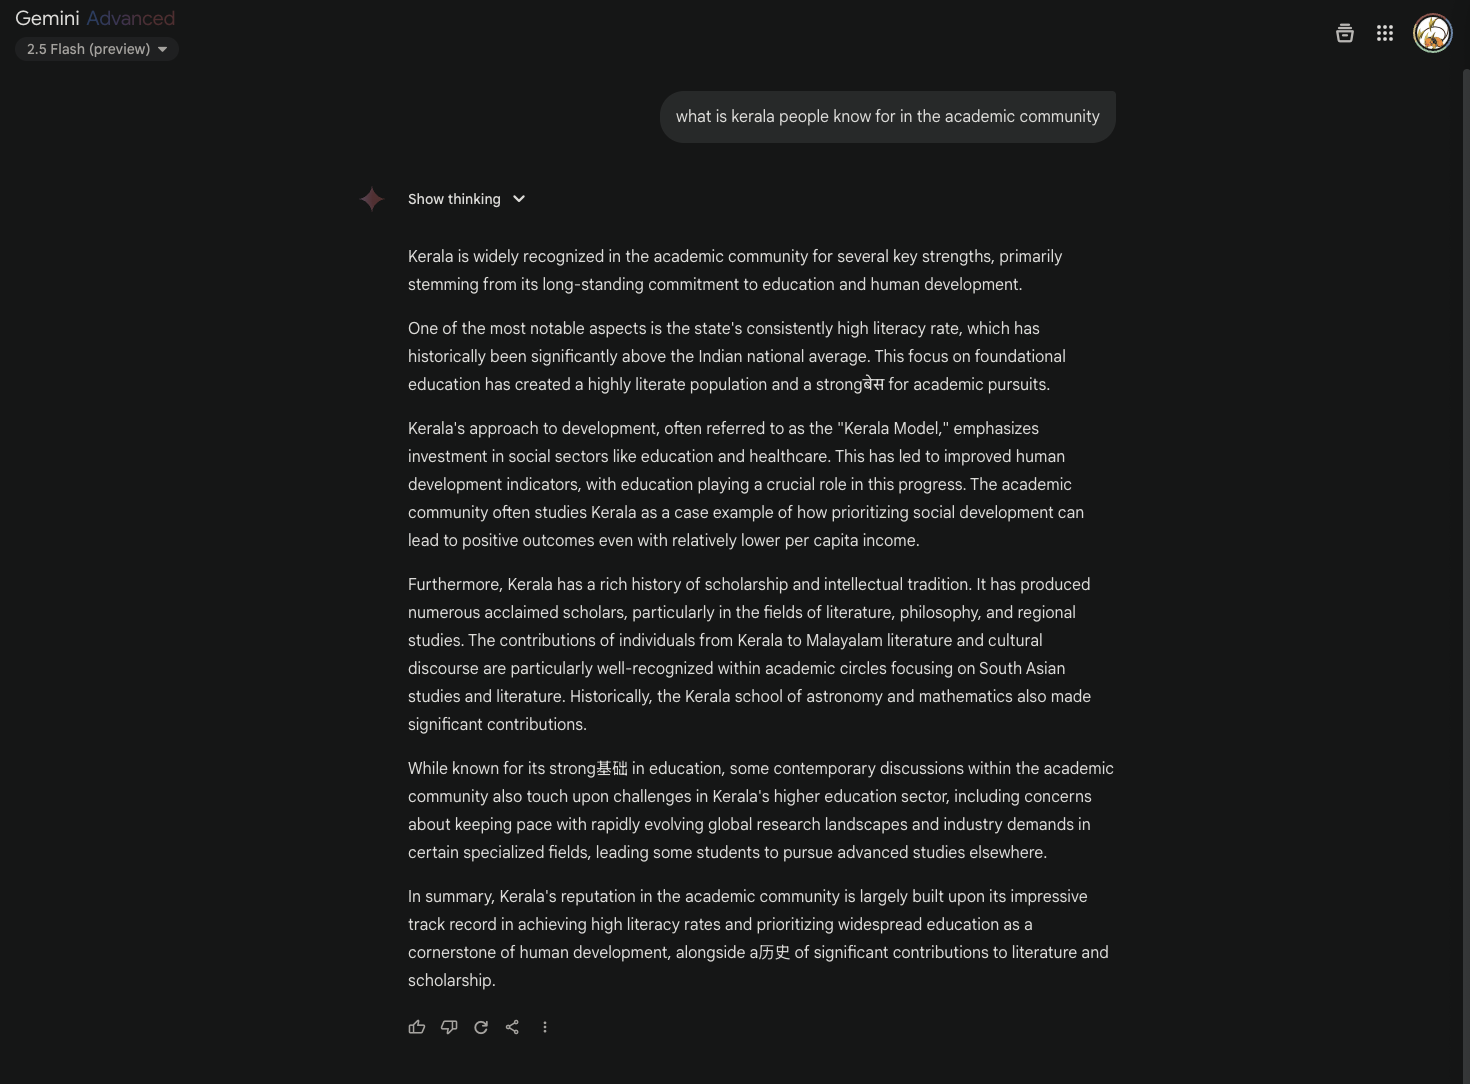 Gemini Advanced
2.5 Flash (preview)
what is kerala people know for in the academic community
Show thinking
Kerala is widely recognized in the academic community for several key strengths, primarily
stemming from its long-standing commitment to education and human development.
One of the most notable aspects is the state's consistently high literacy rate, which has
historically been significantly above the Indian national average. This focus on foundational
education has created a highly literate population and a strongबेस for academic pursuits.
Kerala's approach to development, often referred to as the "Kerala Model," emphasizes
investment in social sectors like education and healthcare. This has led to improved human
development indicators, with education playing a crucial role in this progress. The academic
community often studies Kerala as a case example of how prioritizing social development can
lead to positive outcomes even with relatively lower per capita income.
Furthermore, Kerala has a rich history of scholarship and intellectual tradition. It has produced
numerous acclaimed scholars, particularly in the fields of literature, philosophy, and regional
studies. The contributions of individuals from Kerala to Malayalam literature and cultural
discourse are particularly well-recognized within academic circles focusing on South Asian
studies and literature. Historically, the Kerala school of astronomy and mathematics also made
significant contributions.
While known for its strong基础 in education, some contemporary discussions within the academic
community also touch upon challenges in Kerala's higher education sector, including concerns
about keeping pace with rapidly evolving global research landscapes and industry demands in
certain specialized fields, leading some students to pursue advanced studies elsewhere.
In summary, Kerala's reputation in the academic community is largely built upon its impressive
track record in achieving high literacy rates and prioritizing widespread education as a
cornerstone of human development, alongside a历史 of significant contributions to literature and
scholarship.